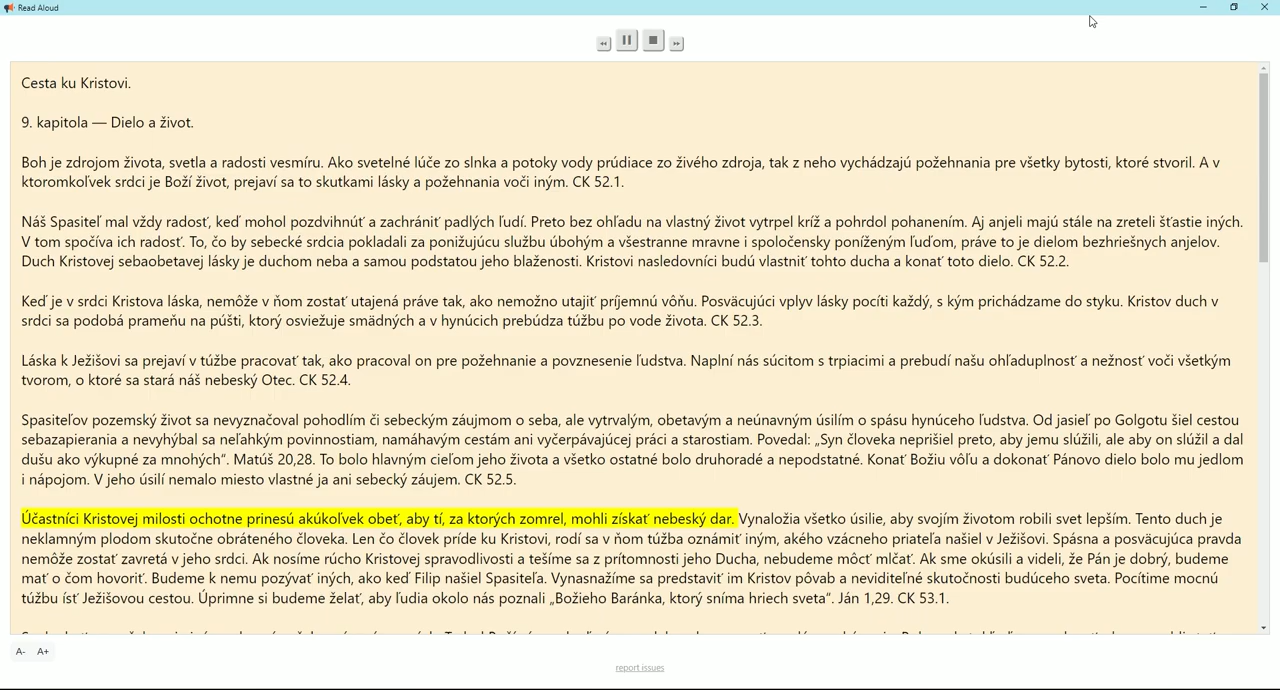 Read Aloud
Cesta ku Kristovi.
9. kapitola — Dielo a život.
Boh je zdrojom života, svetla a radosti vesmíru. Ako svetelné lúče zo slnka a potoky vody prúdiace zo živého zdroja, tak z neho vychádzajú požehnania pre všetky bytosti, ktoré stvoril. A v
ktoromkoľvek srdci je Boží život, prejaví sa to skutkami lásky a požehnania voči iným. CK 52.1.
Náš Spasiteľ mal vždy radosť, keď mohol pozdvihnúť a zachrániť padlých ľudí. Preto bez ohľadu na vlastný život vytrpel kríž a pohrdol pohanením. Aj anjeli majú stále na zreteli šťastie iných.
V tom spočíva ich radosť. To, čo by sebecké srdcia pokladali za ponižujúcu službu úbohým a všestranne mravne i spoločensky poníženým ľuďom, práve to je dielom bezhriešnych anjelov.
Duch Kristovej sebaobetavej lásky je duchom neba a samou podstatou jeho blaženosti. Kristovi nasledovníci budú vlastniť tohto ducha a konať toto dielo. CK 52.2.
Keď je v srdci Kristova láska, nemôže v ňom zostať utajená práve tak, ako nemožno utajiť príjemnú vôňu. Posväcujúci vplyv lásky pocíti každý, s kým prichádzame do styku. Kristov duch v
srdci sa podobá prameňu na púšti, ktorý osviežuje smädných a v hynúcich prebúdza túžbu po vode života. CK 52.3.
Láska k Ježišovi sa prejaví v túžbe pracovať tak, ako pracoval on pre požehnanie a povznesenie ľudstva. Naplní nás súcitom s trpiacimi a prebudí našu ohľaduplnosť a nežnosť voči všetkým
tvorom, o ktoré sa stará náš nebeský Otec. CK 52.4.
Spasiteľov pozemský život sa nevyznačoval pohodlím či sebeckým záujmom o seba, ale vytrvalým, obetavým a neúnavným úsilím o spásu hynúceho ľudstva. Od jasieľ po Golgotu šiel cestou
sebazapierania a nevyhýbal sa neľahkým povinnostiam, namáhavým cestám ani vyčerpávajúcej práci a starostiam. Povedal: „Syn človeka neprišiel preto, aby jemu slúžili, ale aby on slúžil a dal
dušu ako výkupné za mnohých“. Matúš 20,28. To bolo hlavným cieľom jeho života a všetko ostatné bolo druhoradé a nepodstatné. Konať Božiu vôľu a dokonať Pánovo dielo bolo mu jedlom
i nápojom. V jeho úsilí nemalo miesto vlastné ja ani sebecký záujem. CK 52.5.
Účastníci Kristovej milosti ochotne prinesú akúkoľvek obeť, aby tí, za ktorých zomrel, mohli získať nebeský dar. Vynaložia všetko úsilie, aby svojím životom robili svet lepším. Tento duch je
neklamným plodom skutočne obráteného človeka. Len čo človek príde ku Kristovi, rodí sa v ňom túžba oznámiť iným, akého vzácneho priateľa našiel v Ježišovi. Spásna a posväcujúca pravda
nemôže zostať zavretá v jeho srdci. Ak nosíme rúcho Kristovej spravodlivosti a tešíme sa z prítomnosti jeho Ducha, nebudeme môcť mlčať. Ak sme okúsili a videli, že Pán je dobrý, budeme
mať o čom hovoriť. Budeme k nemu pozývať iných, ako keď Filip našiel Spasiteľa. Vynasnažíme sa predstaviť im Kristov pôvab a neviditeľné skutočnosti budúceho sveta. Pocítime mocnú
túžbu ísť Ježišovou cestou. Úprimne si budeme želať, aby ľudia okolo nás poznali „Božieho Baránka, ktorý sníma hriech sveta“. Ján 1,29. CK 53.1.
A- A+
report issues